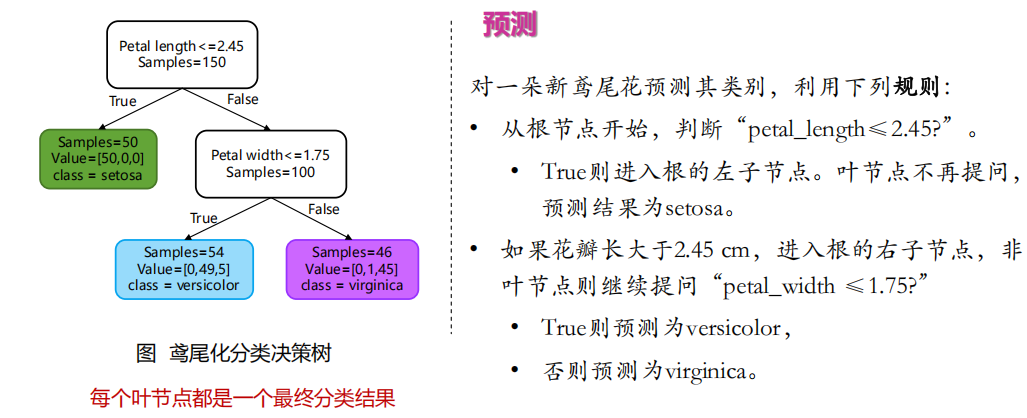 Petal length<=2.45
Samples=150
True
False
Samples=50
Value=[50,0,0]
class = setosa
Petal width<=1.75
Samples=100
True
False
Samples=54
Value=[0,49,5]
class = versicolor
Samples=46
Value=[0,1,45]
class = virginica
图 鸢尾化分类决策树
每个叶节点都是一个最终分类结果
预测
对一朵新鸢尾花预测其类别，利用下列规则：
• 从根节点开始，判断“petal_length≤2.45?”。
• True则进入根的左子节点。叶节点不再提问，
预测结果为setosa。
• 如果花瓣长大于2.45 cm，进入根的右子节点，非
叶节点则继续提问“petal_width ≤1.75?”
• True则预测为versicolor，
• 否则预测为virginica。